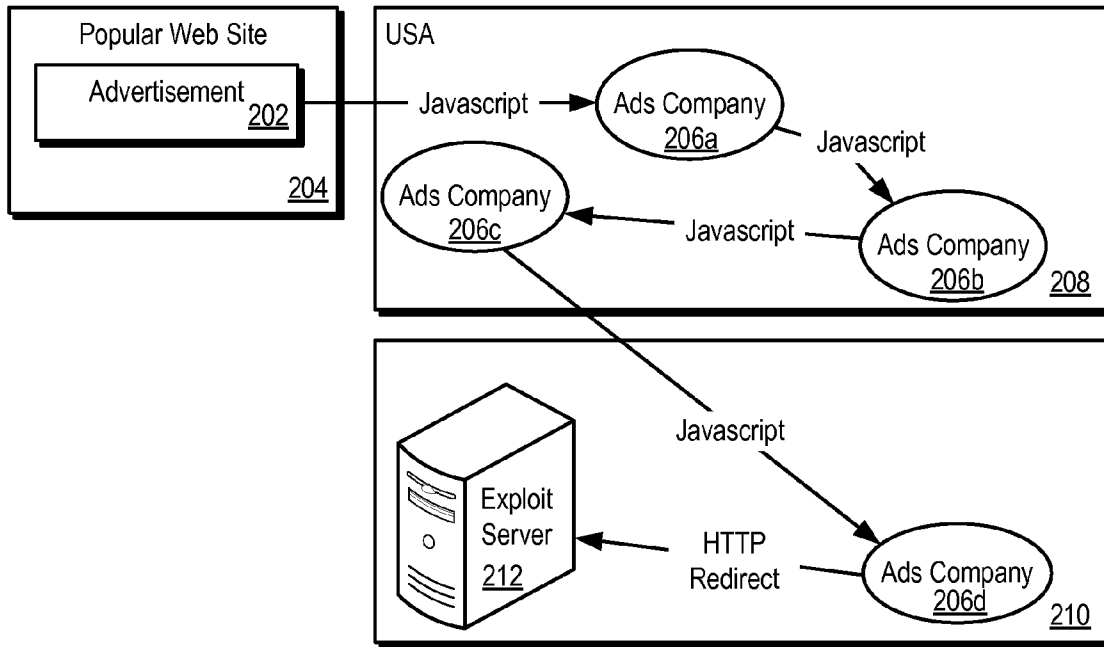 Popular Web Site
Advertisement
202
204
USA
Javascript
Ads Company
206a
Javascript
Ads Company
206b
Javascript
Ads Company
206c
208
Javascript
Exploit
Server
212
HTTP
Redirect
Ads Company
206d
210